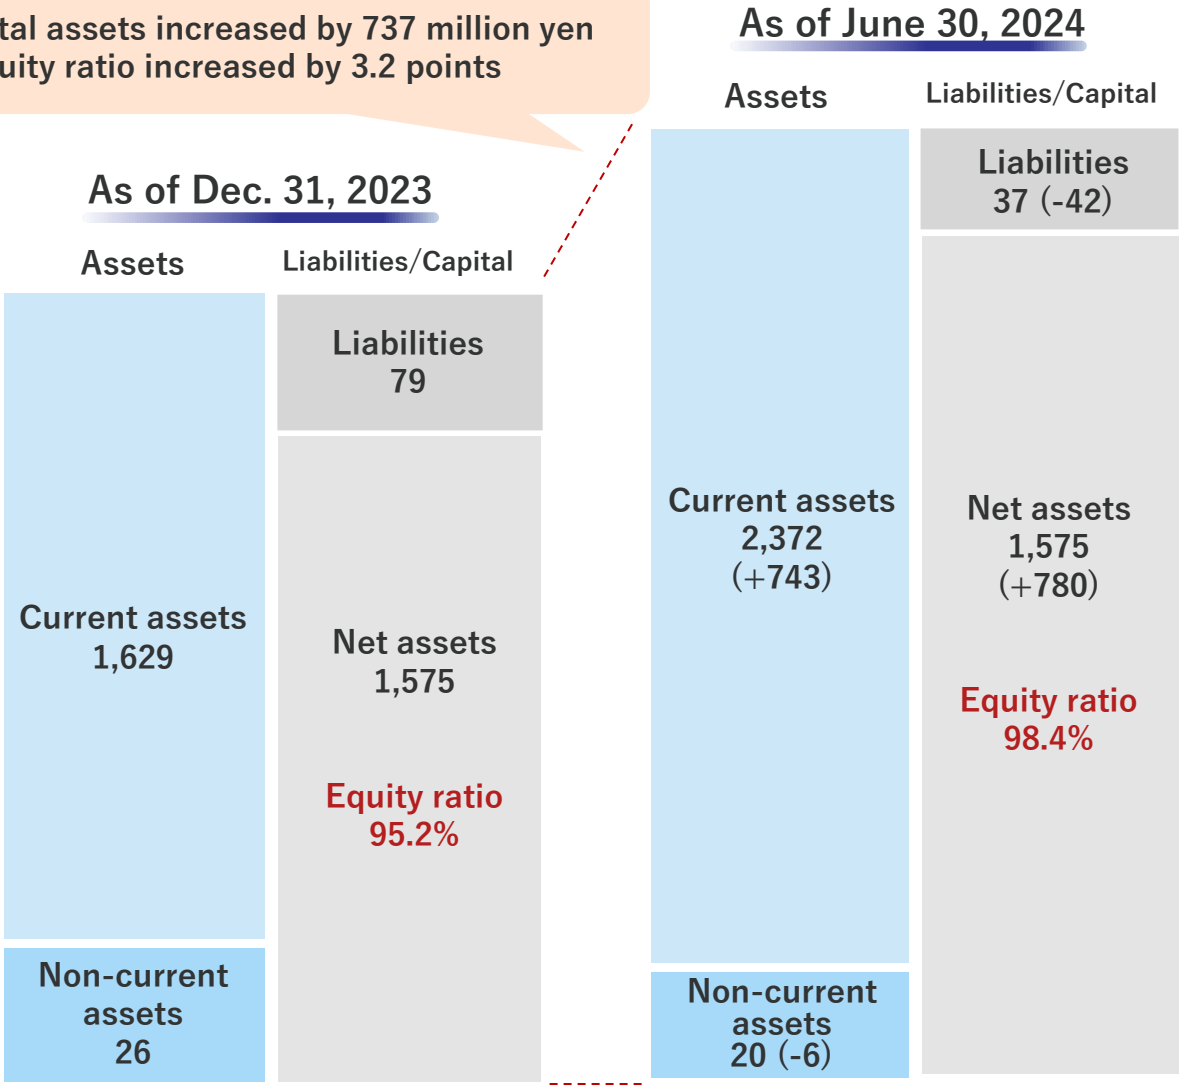 tal assets increased by 737 million yen
uity ratio increased by 3.2 points
As of Dec. 31, 2023
Assets
Liabilities/Capital
Current assets
1,629
Non-current
assets
26
Liabilities
79
Net assets
1,575
Equity ratio
95.2%
As of June 30, 2024
Assets
Liabilities/Capital
Current assets
2,372
(+743)
Non-current
assets
20 (-6)
Liabilities
37 (-42)
Net assets
1,575
(+780)
Equity ratio
98.4%